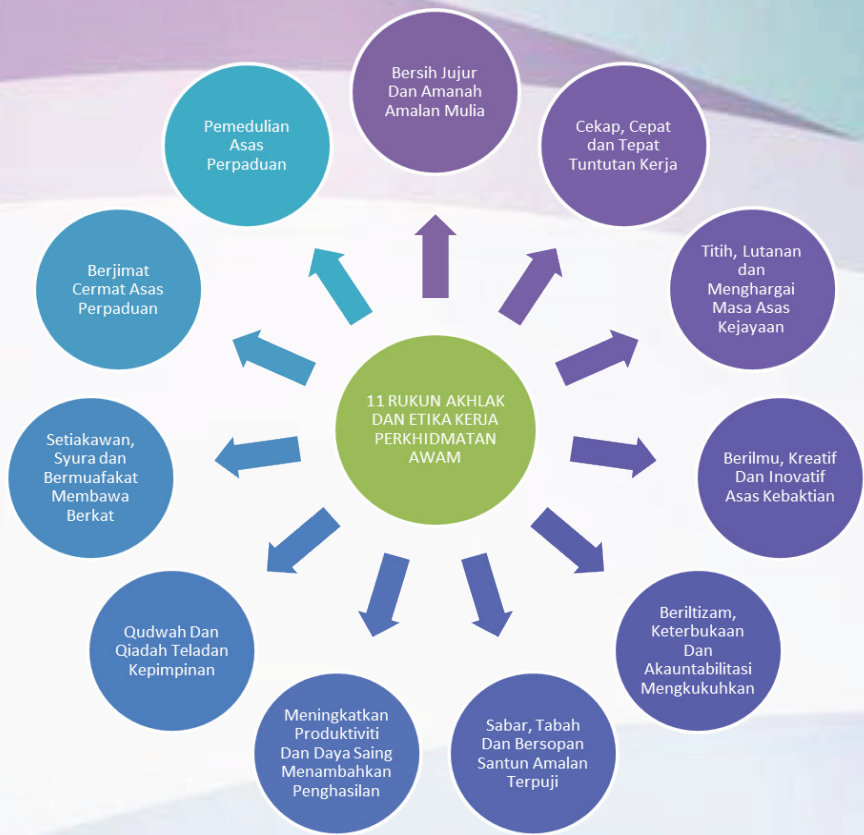 11 RUKUN AKHLAK
DAN ETIKA KERJA
PERKHIDMATAN
AWAM
Bersih Jujur
Dan Amanah
Amalan Mulia
Cekap, Cepat
dan Tepat
Tuntutan Kerja
Titih, Lutanan
dan
Menghargai
Masa Asas
Kejayaan
Berilmu, Kreatif
Dan Inovatif
Asas Kebaktian
Beriltizam,
Keterbukaan
Dan
Akauntabilitasi
Mengkukuhkan
Sabar, Tabah
Dan Bersopan
Santun Amalan
Terpuji
Meningkatkan
Produktiviti
Dan Daya Saing
Menambahkan
Penghasilan
Qudwah Dan
Qiadah Teladan
Kepimpinan
Setiakawan,
Syura dan
Bermuafakat
Membawa
Berkat
Berjimat
Cermat Asas
Perpaduan
Pemedulian
Asas
Perpaduan